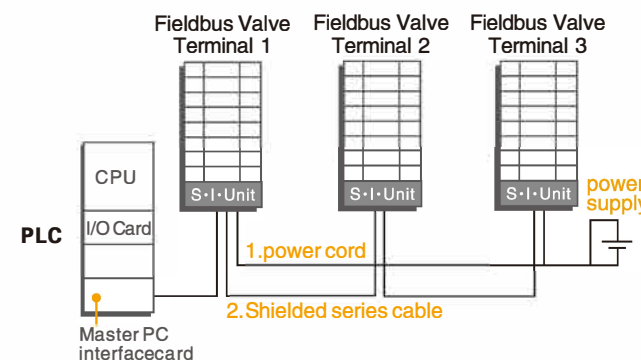 Fieldbus Valve
Terminal 1
Fieldbus Valve
Terminal 2
Fieldbus Valve
Terminal 3
CPU
I/O Card
PLC
S·I·Unit
S·I·Unit
S·I·Unit
power
supply
1.power cord
2.Shielded series cable
Master PC
interfacecard